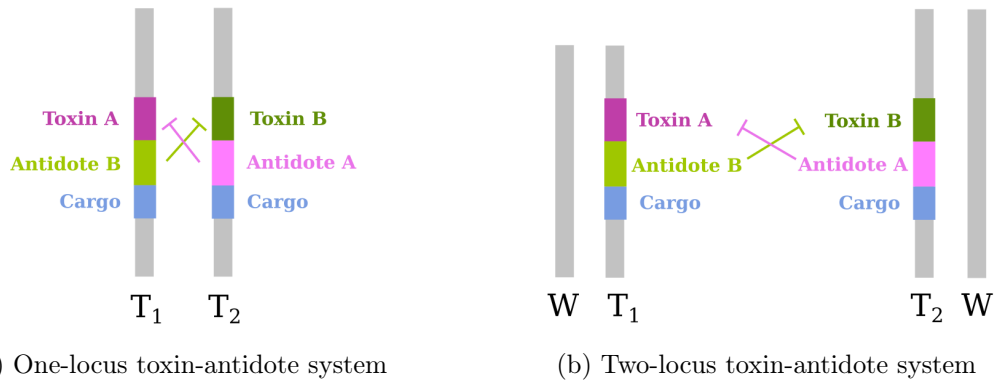 Toxin A Toxin B
Antidote B Antidote A
Cargo Cargo
T1 T2
) One-locus toxin-antidote system
Toxin A Toxin B
Antidote B Antidote A
Cargo Cargo
W T1 T2 W
(b) Two-locus toxin-antidote system